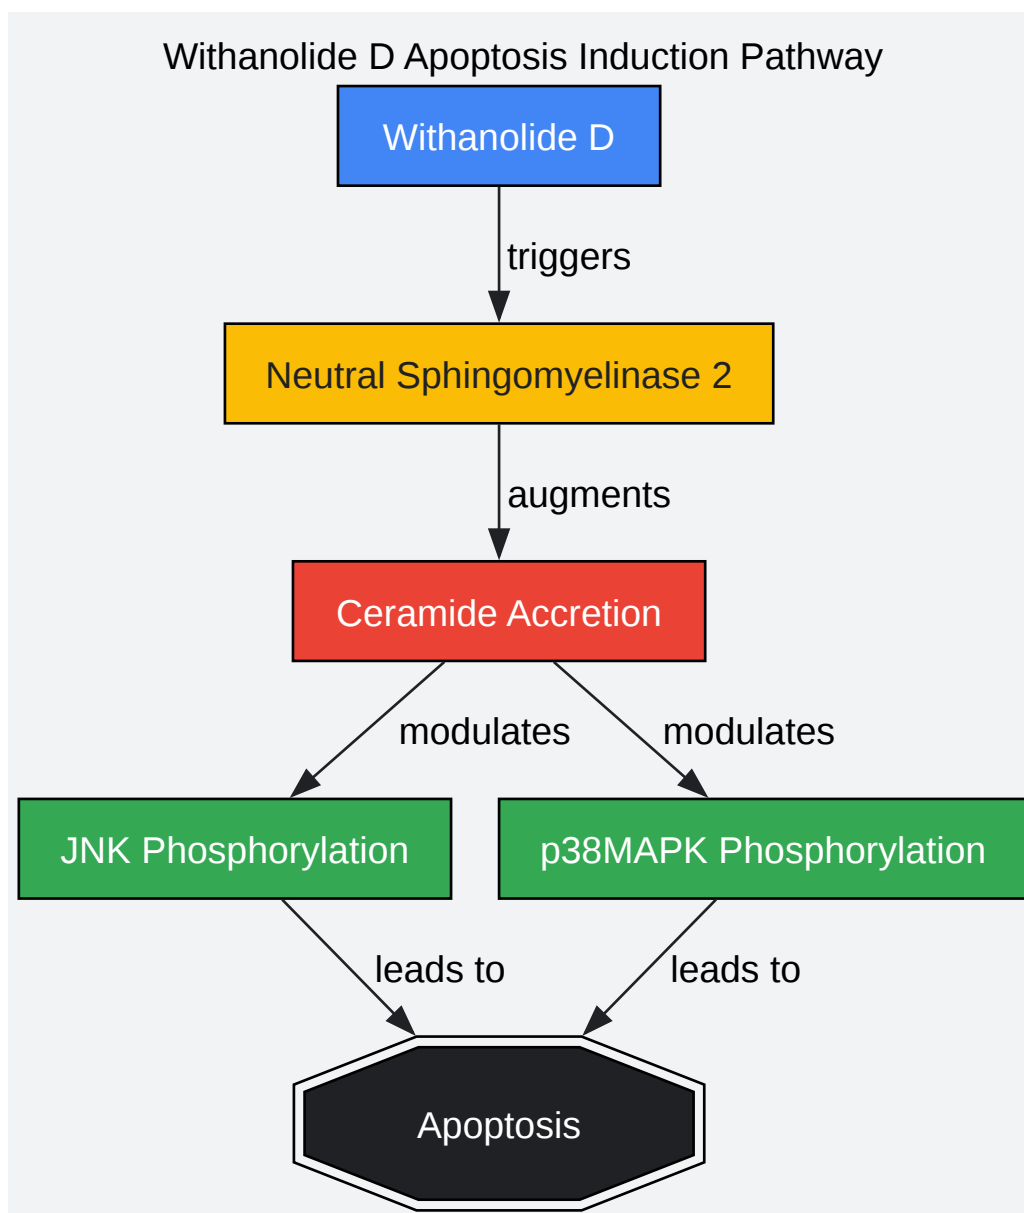 Withanolide D Apoptosis Induction Pathway
Withanolide D
triggers
Neutral Sphingomyelinase 2
augments
Ceramide Accretion
modulates
modulates
JNK Phosphorylation
p38MAPK Phosphorylation
leads to
leads to
Apoptosis